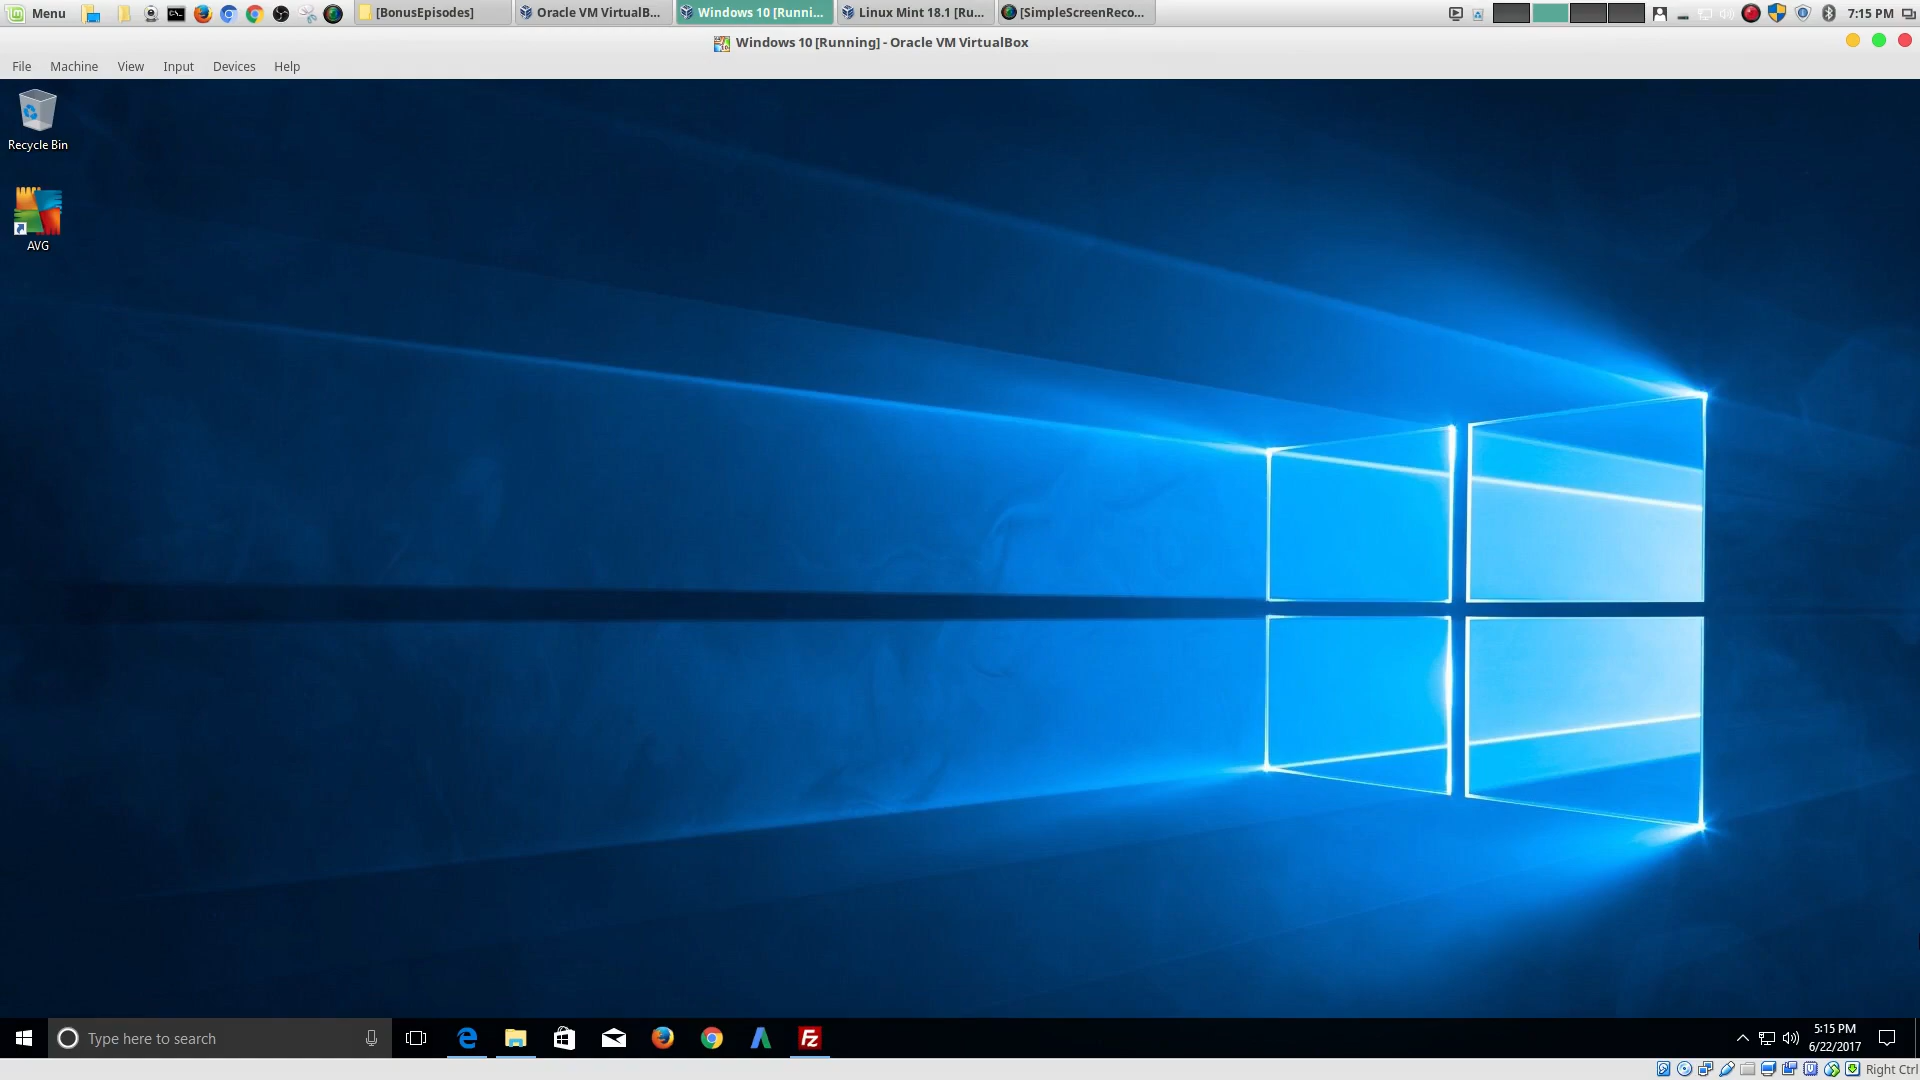 Menu
[BonusEpisodes]
Oracle VM VirtualB...
Windows 10 [Runni...
Linux Mint 18.1 [Ru...
[SimpleScreenReco...
7:15 PM
Windows 10 [Running] - Oracle VM VirtualBox
File Machine View Input Devices Help
Recycle Bin
AVG
Type here to search
5:15 PM
6/22/2017
Right Ctrl